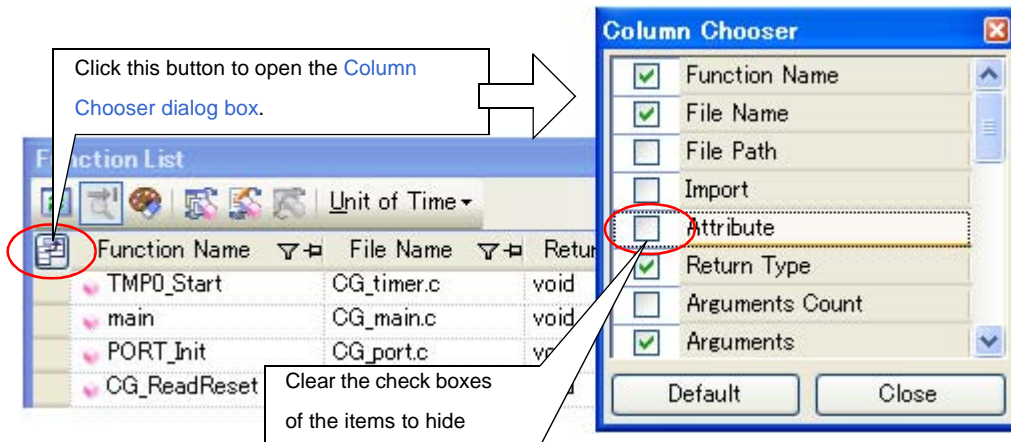 Click this button to open the Column
Chooser dialog box.
Function List
Unit of Time
Function Name File Name Retur
TMP0_Start CG_timer.c void
main CG_main.c void
PORT_Init CG_port.c
CG_ReadReset
Clear the check boxes
of the items to hide
Column Chooser
Function Name
File Name
File Path
Import
Attribute
Return Type
Arguments Count
Arguments
Default Close